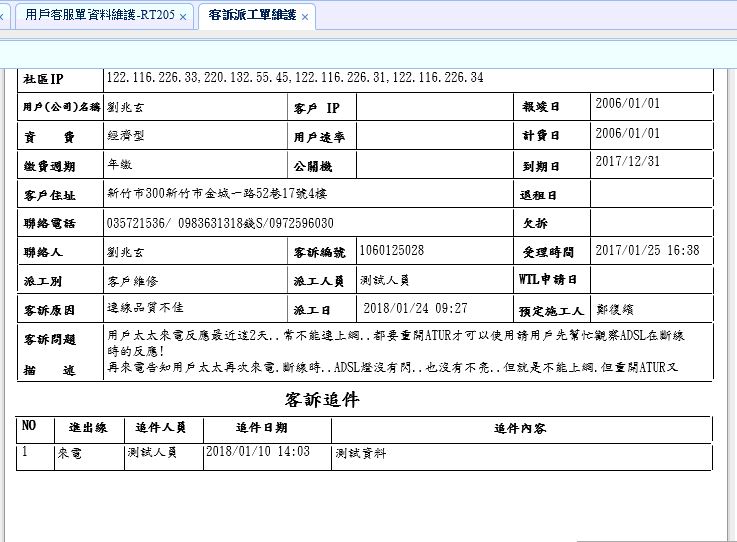 用戶客服單資料維護-RT205 × 客訴派工單維護 ×
社區IP 122.116.226.33,220.132.55.45,122.116.226.31,122.116.226.34
用戶(公司)名稱 劉兆玄 客戶 IP 報竣日 2006/01/01
資 費 經濟型 用戶速率 計費日 2006/01/01
繳費週期 年繳 公關機 到期日 2017/12/31
客戶住址 新竹市300新竹市金城一路52巷17號4樓 退租日
聯絡電話 035721536/ 0983631318錢S/0972596030 欠拆
聯絡人 劉兆玄 客訴編號 1060125028 受理時間 2017/01/25 16:38
派工別 客戶維修 派工人員 測試人員 WTL申請日
客訴原因 連線品質不佳 派工日 2018/01/24 09:27 預定施工人 鄭復繽
客訴問題 用戶太太來電反應最近這2天..常不能連上網..都要重開ATUR才可以使用請用戶先幫忙觀察ADSL在斷線
時的反應!
描 述 再來電告知用戶太太再次來電.斷線時..ADSL燈沒有閃..也沒有不亮..但就是不能上網.但重開ATUR又
客訴追件
NO 進出線 追件人員 追件日期 追件內容
1 來電 測試人員 2018/01/10 14:03 測試資料